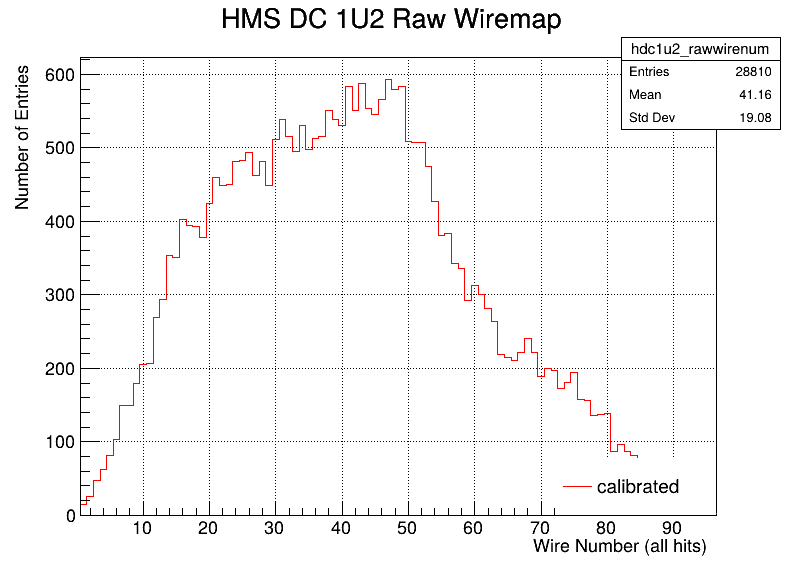 HMS DC 1U2 Raw Wiremap
hdc1u2_rawwirenum
Entries 28810
Mean 41.16
Std Dev 19.08
Number of Entries
600
500
400
300
200
100
0
10 20 30 40 50 60 70 80 90
Wire Number (all hits)
calibrated